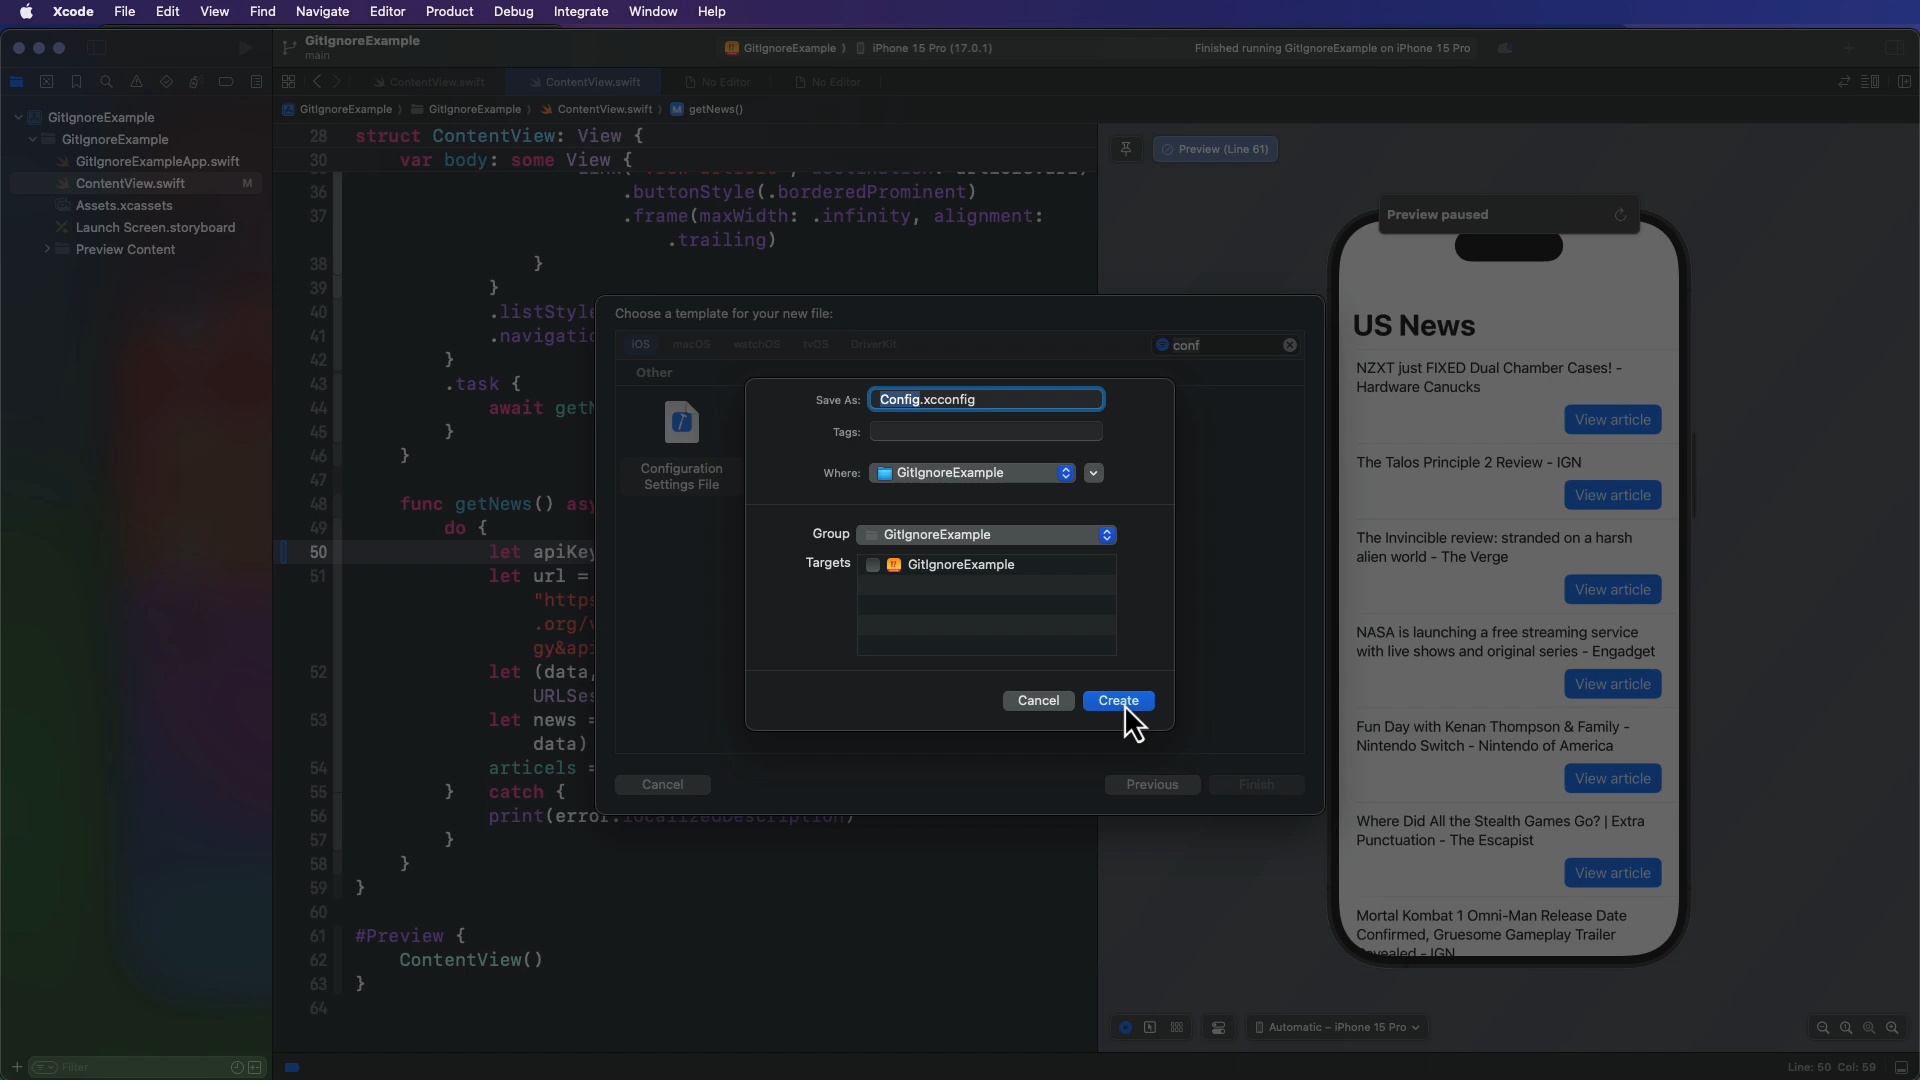 Xcode File Edit View Find Navigate Editor Product Debug Integrate Window Help
GitIgnoreExample
main
GitIgnoreExample iPhone 15 Pro (17.0.1)
Finished running GitIgnoreExample on iPhone 15 Pro
ContentView.swift ContentView.swift No Editor No Editor
GitIgnoreExample GitIgnoreExample ContentView.swift M getNews()
GitIgnoreExample
GitIgnoreExample
GitIgnoreExampleApp.swift
ContentView.swift M
Assets.xcassets
Launch Screen.storyboard
Preview Content
Filter
28 struct ContentView: View {
30 var body: some View {
36 .buttonStyle(.borderedProminent)
37 .frame(maxWidth: .infinity, alignment:
.trailing)
38 }
39 }
40 .listStyle
41
42 }
43 .task {
44 await
45 }
46 }
47
48 func getNews()
49 do {
50 let
51 let url =
52 let (data,
53 let news =
data)
54 articels =
55 } catch {
56 print(error.localizedDescription)
57 }
58 }
59 }
60
61 #Preview {
62 ContentView()
63 }
64
Choose a template for your new file:
iOS macOS watchOS tvOS DriverKit
conf
Other
Configuration
Settings File
Save As: Config.xcconfig
Tags:
Where: GitIgnoreExample
Group GitIgnoreExample
Targets GitIgnoreExample
Cancel Create
Cancel Previous Finish
Preview (Line 61)
Preview paused
US News
NZXT just FIXED Dual Chamber Cases! -
Hardware Canucks
View article
The Talos Principle 2 Review - IGN
View article
The Invincible review: stranded on a harsh
alien world - The Verge
View article
NASA is launching a free streaming service
with live shows and original series - Engadget
View article
Fun Day with Kenan Thompson & Family -
Nintendo Switch - Nintendo of America
View article
Where Did All the Stealth Games Go? | Extra
Punctuation - The Escapist
View article
Mortal Kombat 1 Omni-Man Release Date
Confirmed, Gruesome Gameplay Trailer
Revealed - IGN
Automatic – iPhone 15 Pro
Line: 50 Col: 59